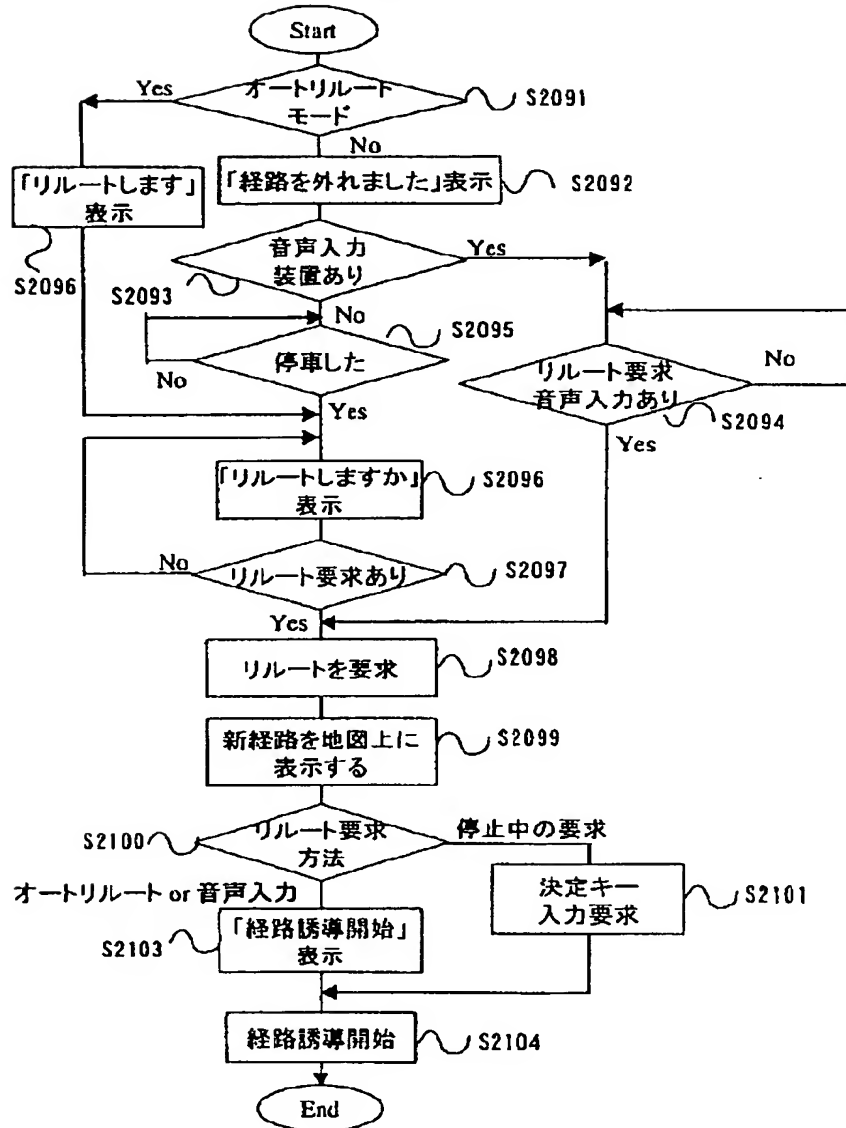 Start
オートリルート
モード
S2091
Yes
No
「リルートします」
表示
S2096
「経路を外れました」表示
S2092
音声入力
装置あり
S2093
Yes
No
停車した
S2095
No
Yes
リルート要求
音声入力あり
S2094
No
Yes
「リルートしますか」
表示
S2096
リルート要求あり
S2097
No
Yes
リルートを要求
S2098
新経路を地図上に
表示する
S2099
リルート要求
方法
S2100
停止中の要求
オートリルート or 音声入力
決定キー
入力要求
S2101
「経路誘導開始」
表示
S2103
経路誘導開始
S2104
End